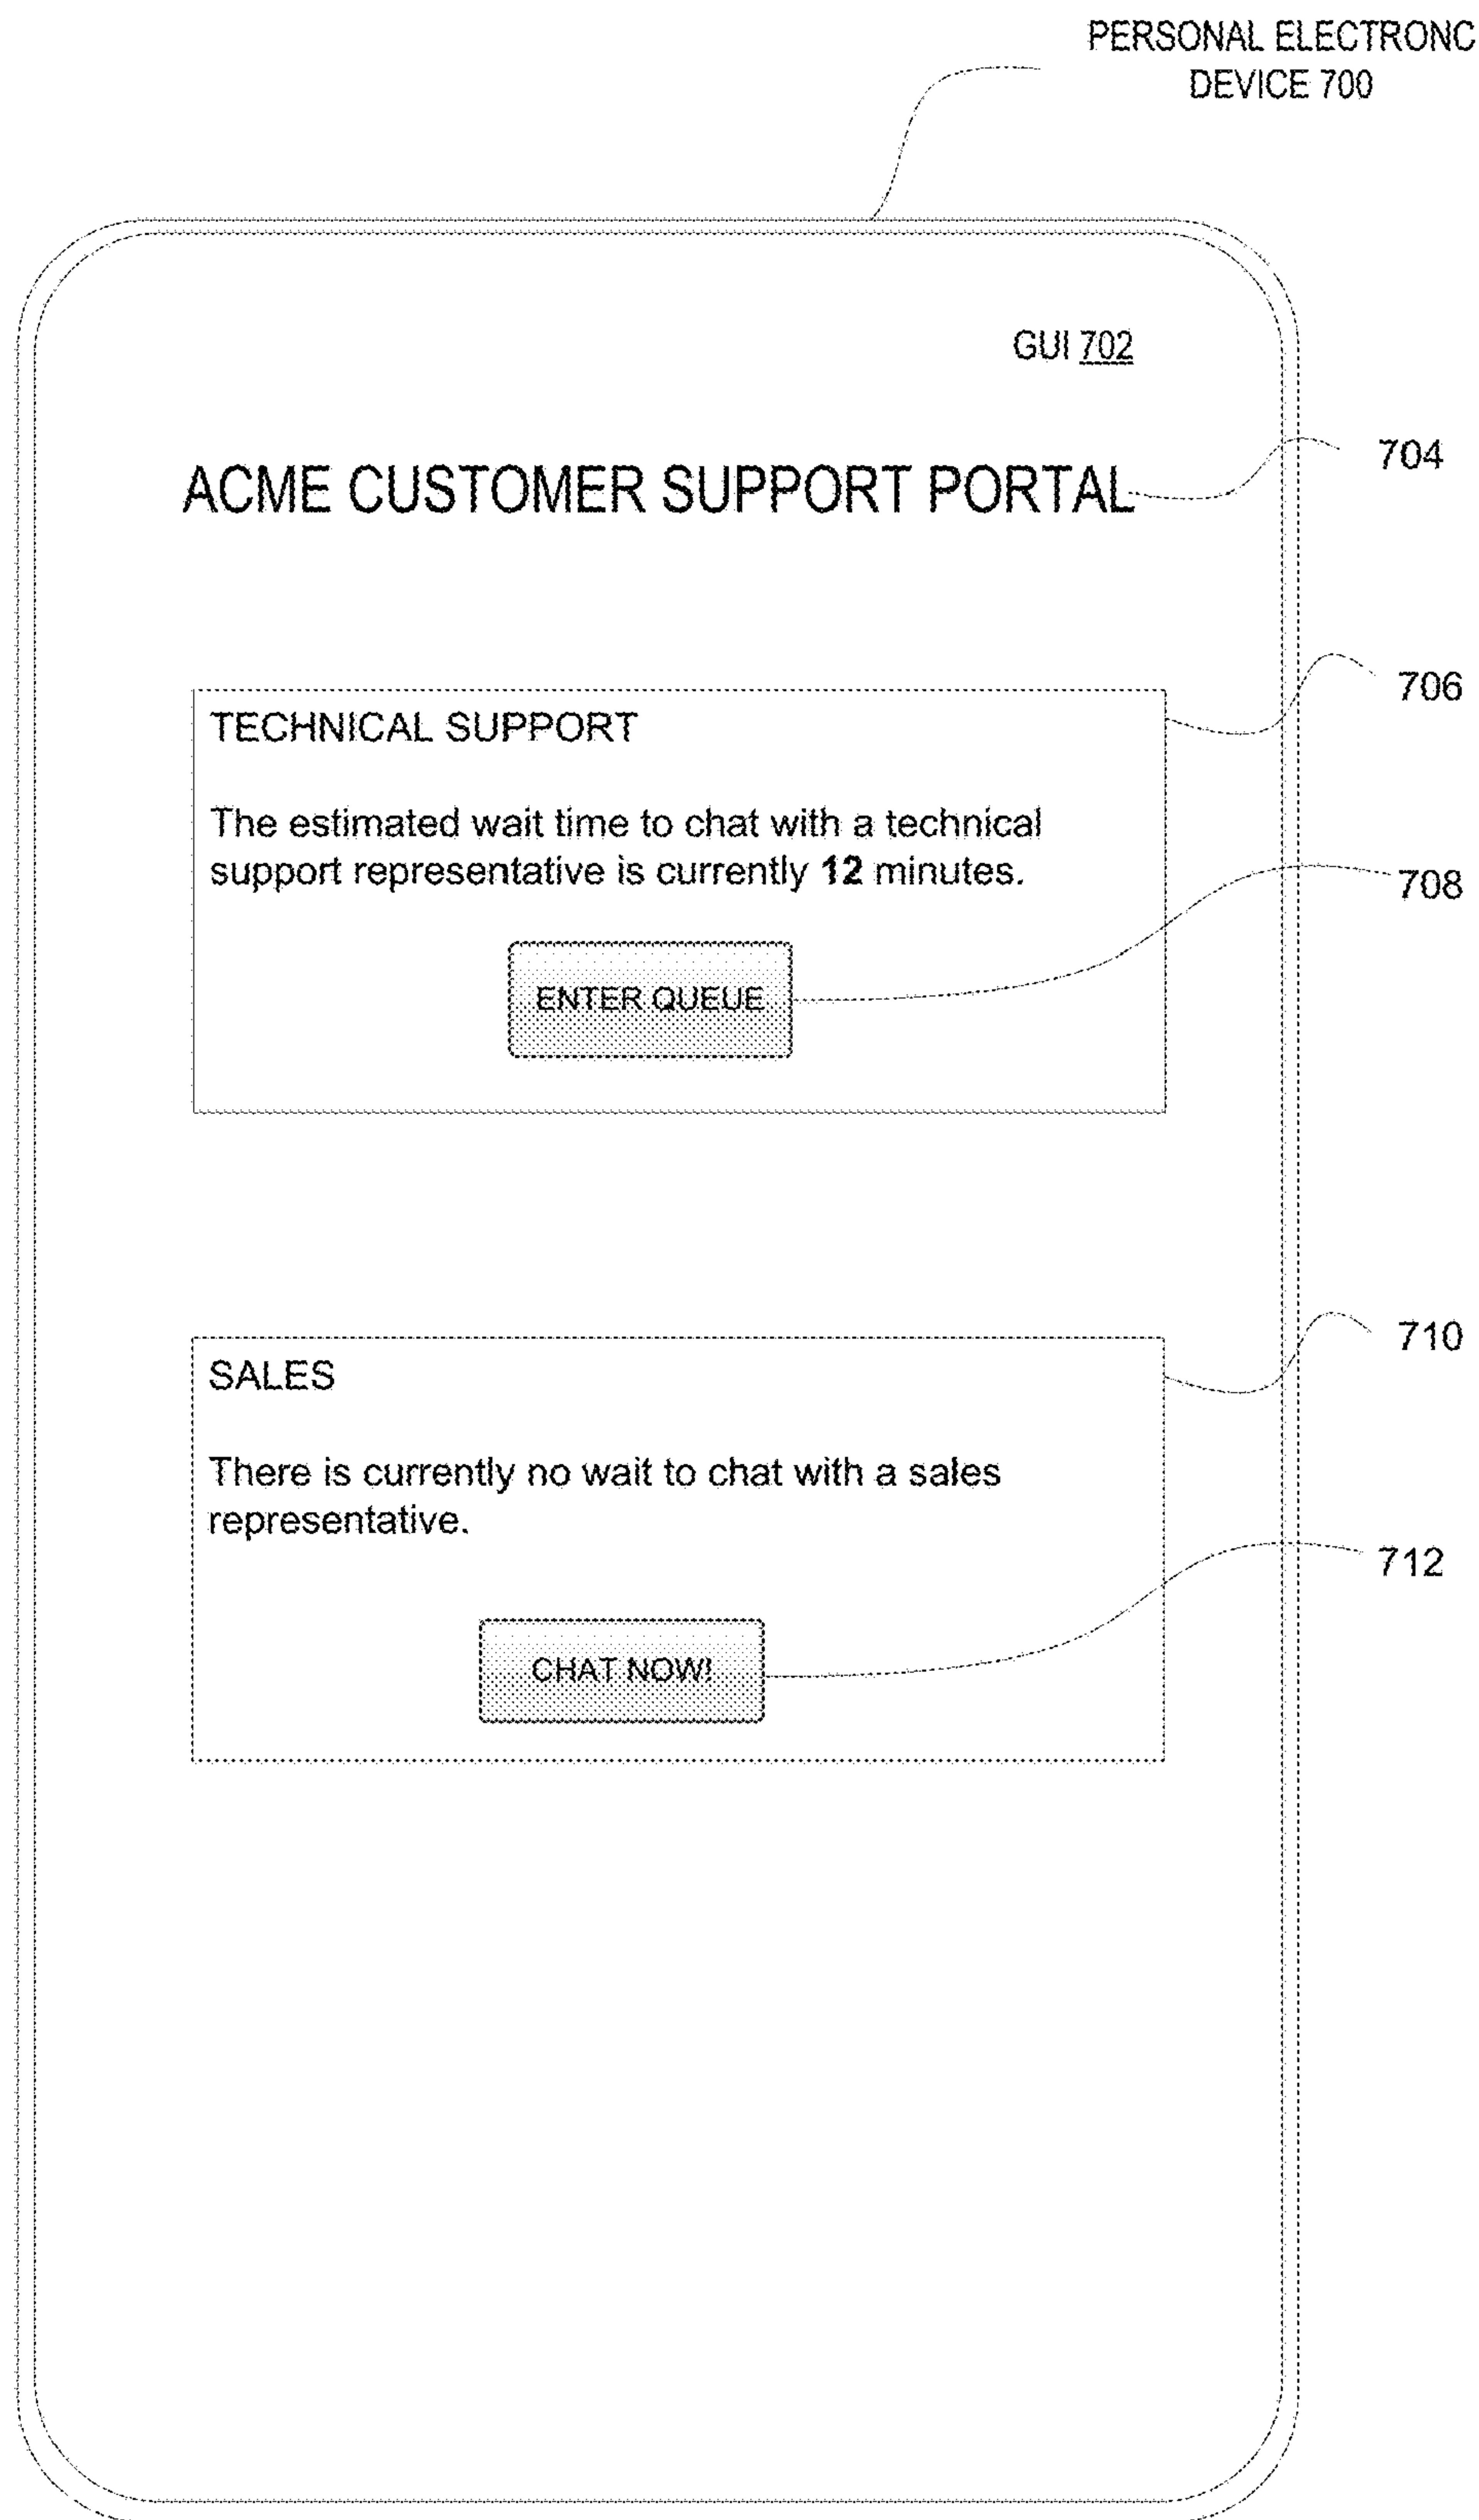 PERSONAL ELECTRONC
DEVICE 700
GUI 702
704
ACME CUSTOMER SUPPORT PORTAL
706
TECHNICAL SUPPORT
The estimated wait time to chat with a technical
support representative is currently 12 minutes.
708
ENTER QUEUE
710
SALES
There is currently no wait to chat with a sales
representative.
712
CHAT NOW!